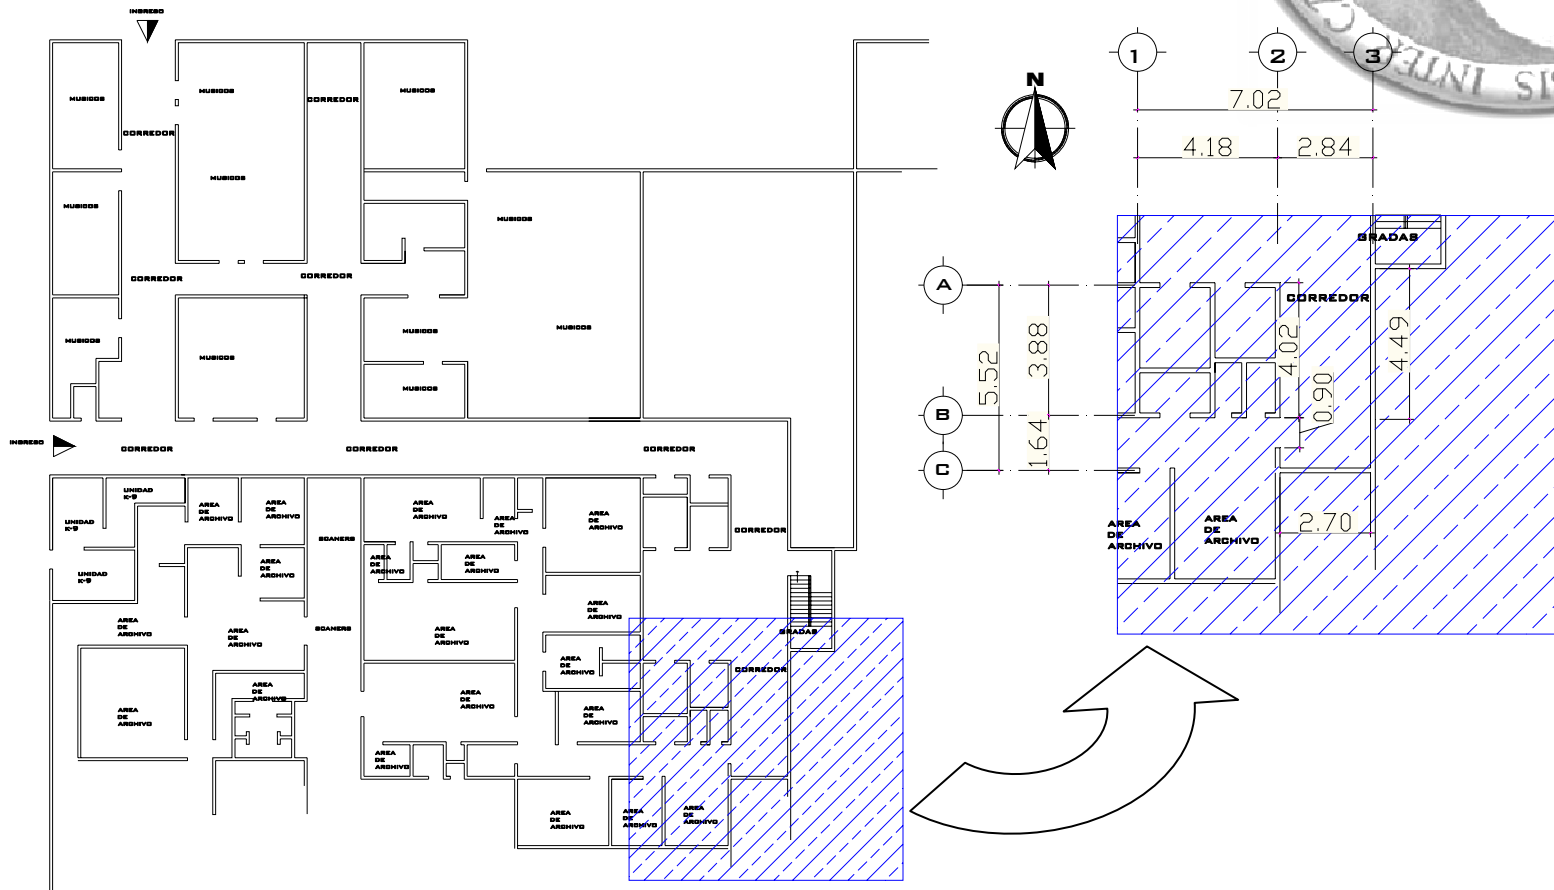 INGRESO
MUSICOS
MUSICOS
CORREDOR
MUSICOS
CORREDOR
MUSICOS
MUSICOS
MUSICOS
CORREDOR
CORREDOR
MUSICOS
MUSICOS
MUSICOS
MUSICOS
MUSICOS
MUSICOS
INGRESO
CORREDOR
CORREDOR
CORREDOR
UNIDAD
K-9
UNIDAD
K-9
UNIDAD
K-9
AREA
DE
ARCHIVO
AREA
DE
ARCHIVO
SCANERS
AREA
DE
ARCHIVO
AREA
DE
ARCHIVO
AREA
DE
ARCHIVO
CORREDOR
AREA
DE
ARCHIVO
AREA
DE
ARCHIVO
AREA
DE
ARCHIVO
AREA
DE
ARCHIVO
AREA
DE
ARCHIVO
SCANERS
AREA
DE
ARCHIVO
AREA
DE
ARCHIVO
GRADAS
AREA
DE
ARCHIVO
CORREDOR
AREA
DE
ARCHIVO
AREA
DE
ARCHIVO
AREA
DE
ARCHIVO
AREA
DE
ARCHIVO
AREA
DE
ARCHIVO
AREA
DE
ARCHIVO
AREA
DE
ARCHIVO
AREA
DE
ARCHIVO
N
1
2
3
7.02
4.18
2.84
GRADAS
A
CORREDOR
5.52
3.88
4.02
4.49
0.90
B
1.64
C
AREA
DE
ARCHIVO
AREA
DE
ARCHIVO
2.70
INTER